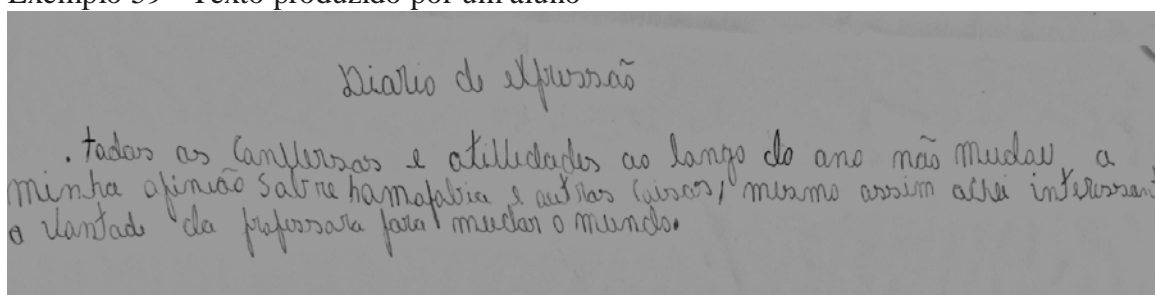 Exemplo 39 - Texto produzido por um aluno
Diario de expressão
. todas as conversas e atividades ao longo do ano não mudou a
minha opinião sobre homofobia e outras coisas, mesmo assim achei interessant
a vontade da professora para mudar o mundo.